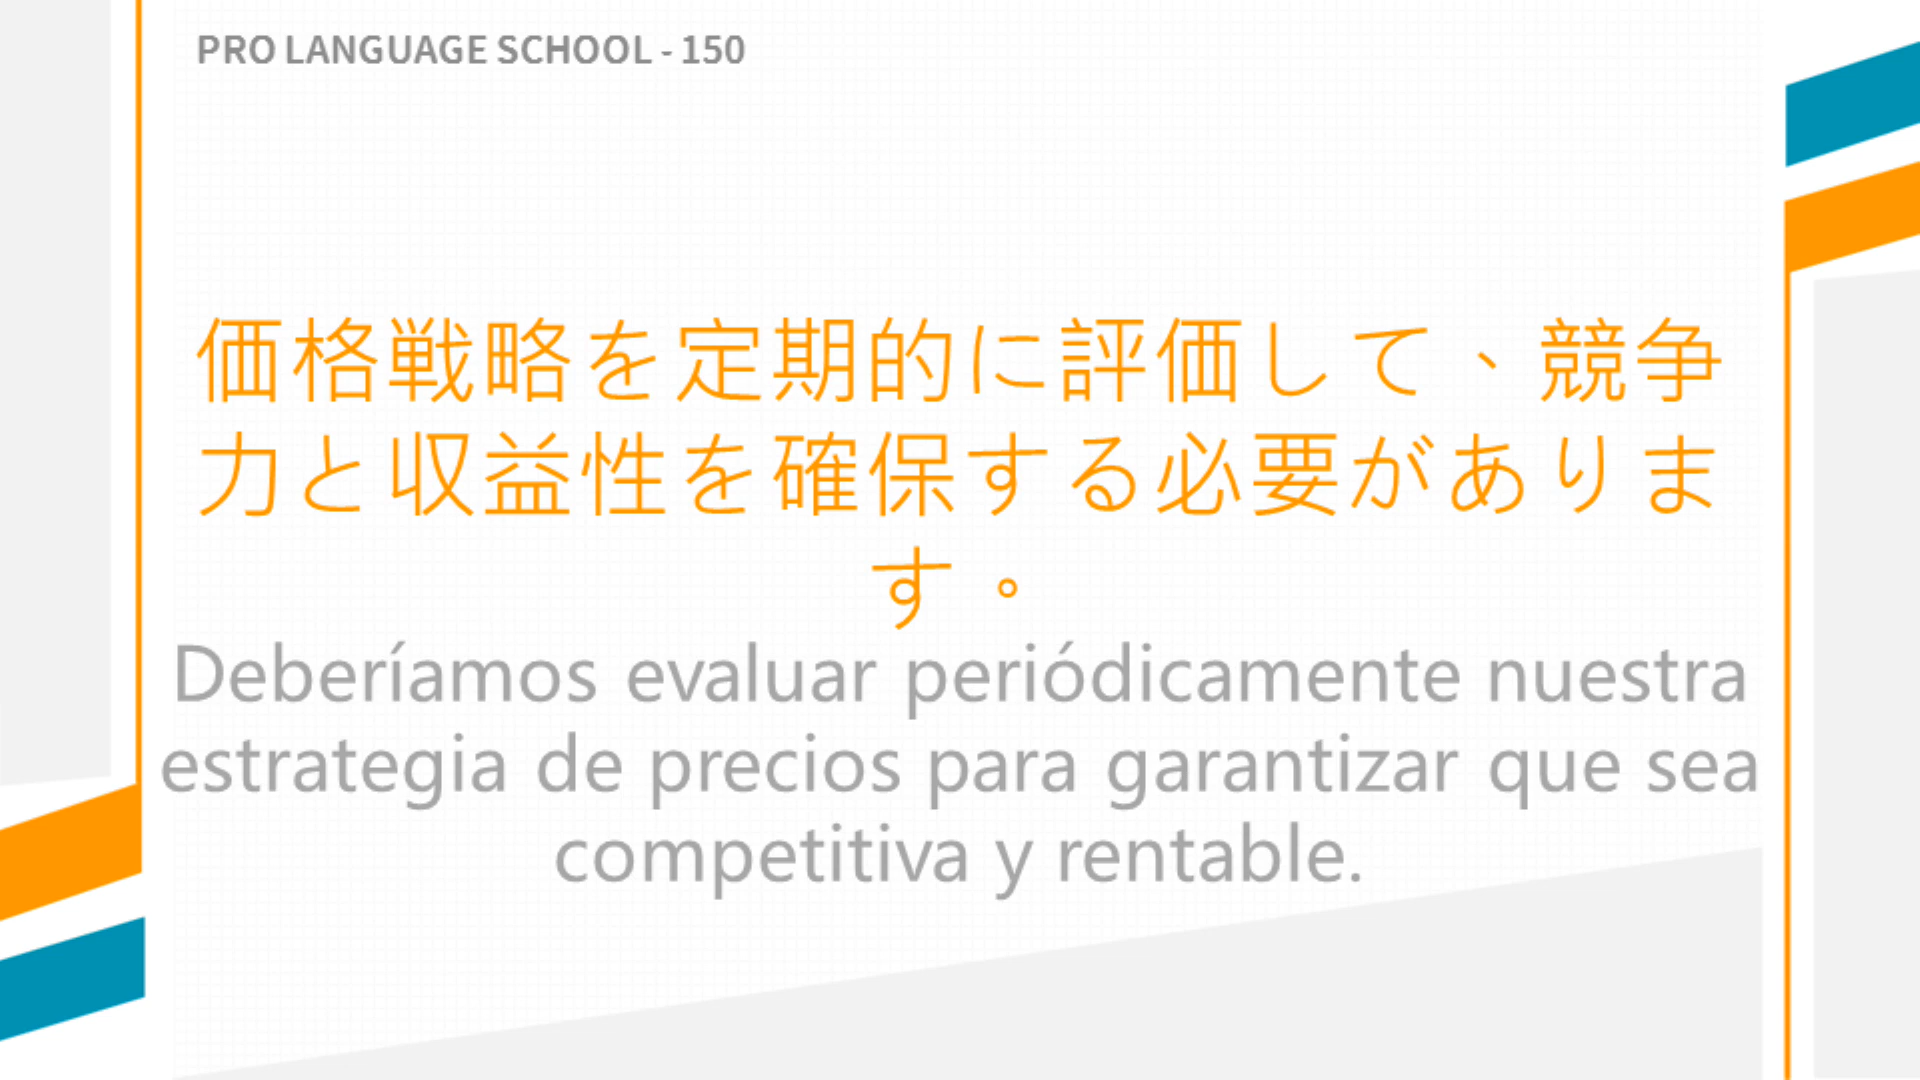 PRO LANGUAGE SCHOOL - 150
価格戦略を定期的に評価して、競争
力と収益性を確保する必要がありま
す。
Deberíamos evaluar periódicamente nuestra
estrategia de precios para garantizar que sea
competitiva y rentable.